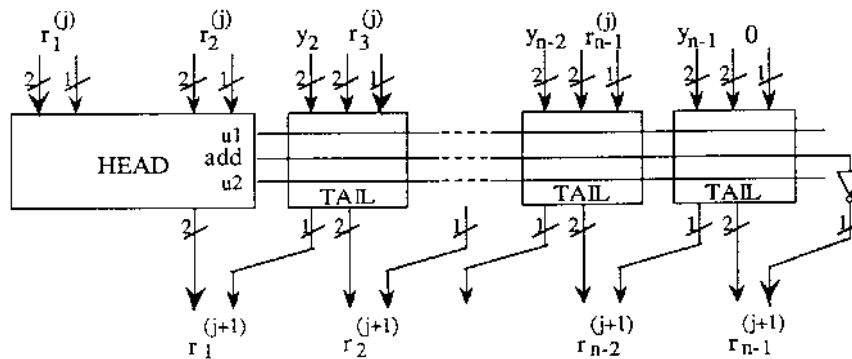 r1(j) r2(j) y2 r3(j) yn-2 rn-1(j) yn-1 0
2 1 2 1 2 2 1 2 2 1 2 2 1
u1
HEAD add
u2
TAIL TAIL TAIL
2 1 2 1 1 2 1 2 1
r1(j+1) r2(j+1) rn-2(j+1) rn-1(j+1)